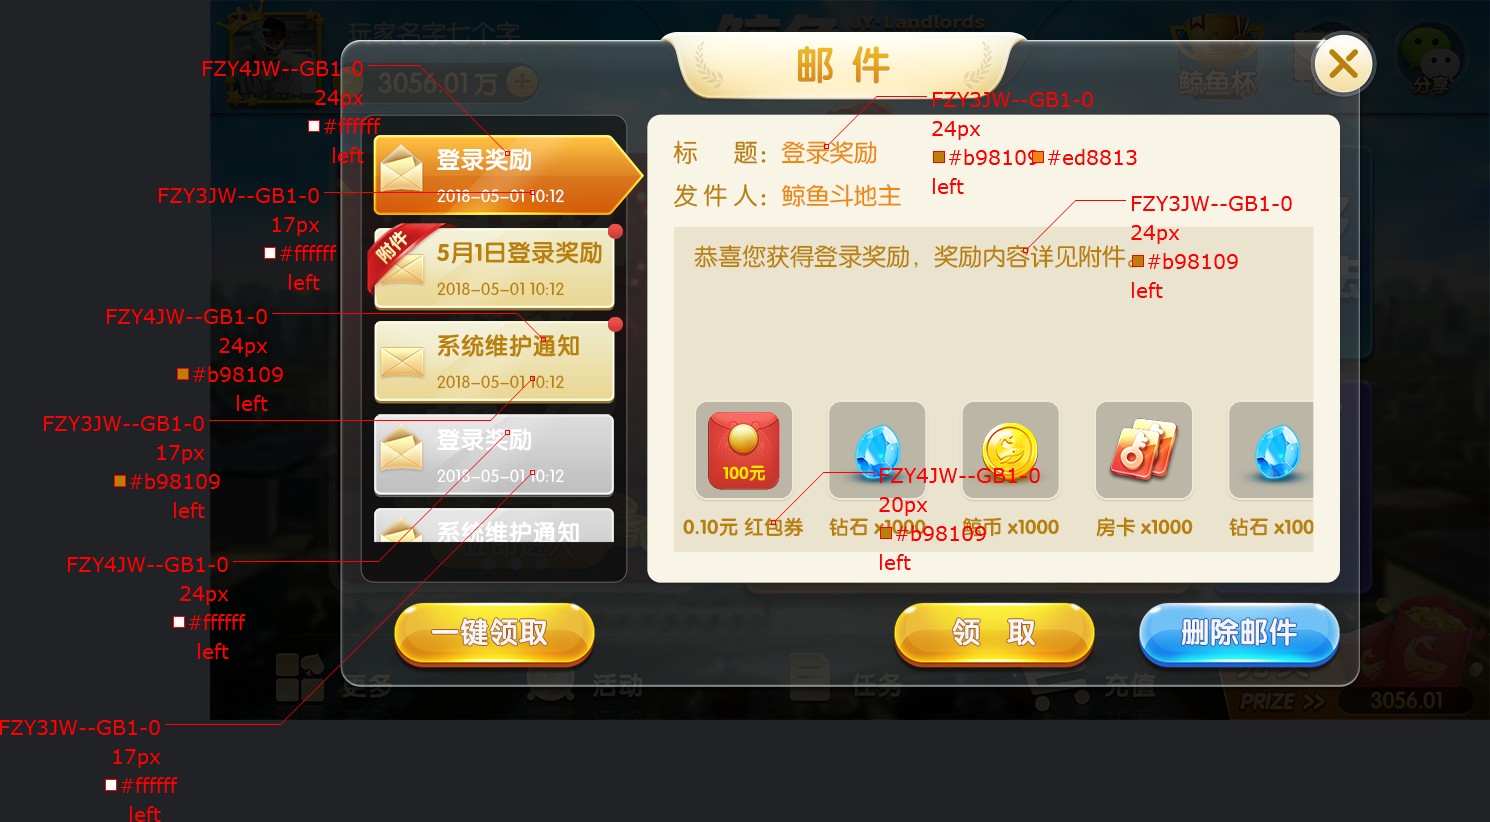 玩家名字七个字
JY-Landlords
邮 件
3056.01万
鲸鱼杯
分享
FZY4JW--GB1-0
24px
#ffffff
left
FZY3JW--GB1-0
24px
#b98109 #ed8813
left
标 题：登录奖励
发件人：鲸鱼斗地主
登录奖励
2018-05-01 10:12
FZY3JW--GB1-0
17px
#ffffff
left
FZY3JW--GB1-0
24px
#b98109
left
附件
5月1日登录奖励
2018-05-01 10:12
恭喜您获得登录奖励，奖励内容详见附件。
FZY4JW--GB1-0
24px
#b98109
left
系统维护通知
2018-05-01 10:12
FZY3JW--GB1-0
17px
#b98109
left
登录奖励
2018-05-01 10:12
100元
FZY4JW--GB1-0
20px
#b98109
left
0.10元 红包券
钻石 x1000
鲸币 x1000
房卡 x1000
钻石 x100
系统维护通知
FZY4JW--GB1-0
24px
#ffffff
left
一键领取
领 取
删除邮件
更多
活动
任务
充值
PRIZE >>
3056.01
FZY3JW--GB1-0
17px
#ffffff
left